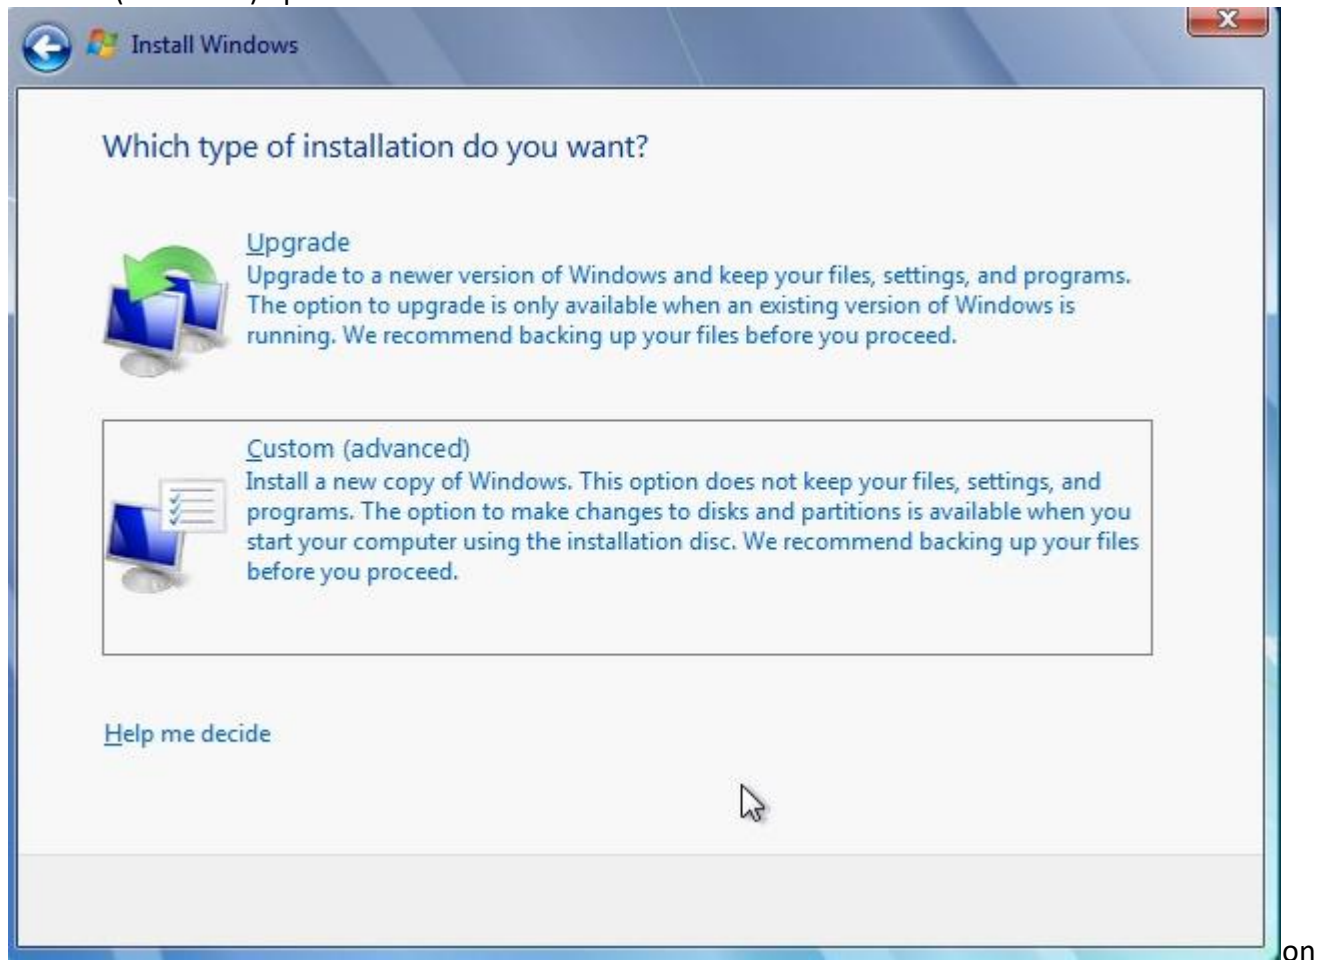 Install Windows
Which type of installation do you want?
Upgrade
Upgrade to a newer version of Windows and keep your files, settings, and programs.
The option to upgrade is only available when an existing version of Windows is
running. We recommend backing up your files before you proceed.
Custom (advanced)
Install a new copy of Windows. This option does not keep your files, settings, and
programs. The option to make changes to disks and partitions is available when you
start your computer using the installation disc. We recommend backing up your files
before you proceed.
Help me decide
on